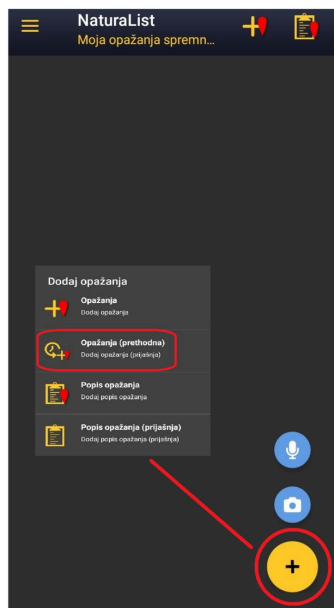 NaturaList
Moja opažanja spremn...
Dodaj opažanja
Opažanja
Dodaj opažanja
Opažanja (prethodna)
Dodaj opažanja (prijašnja)
Popis opažanja
Dodaj popis opažanja
Popis opažanja (prijašnja)
Dodaj popis opažanja (prijašnja)